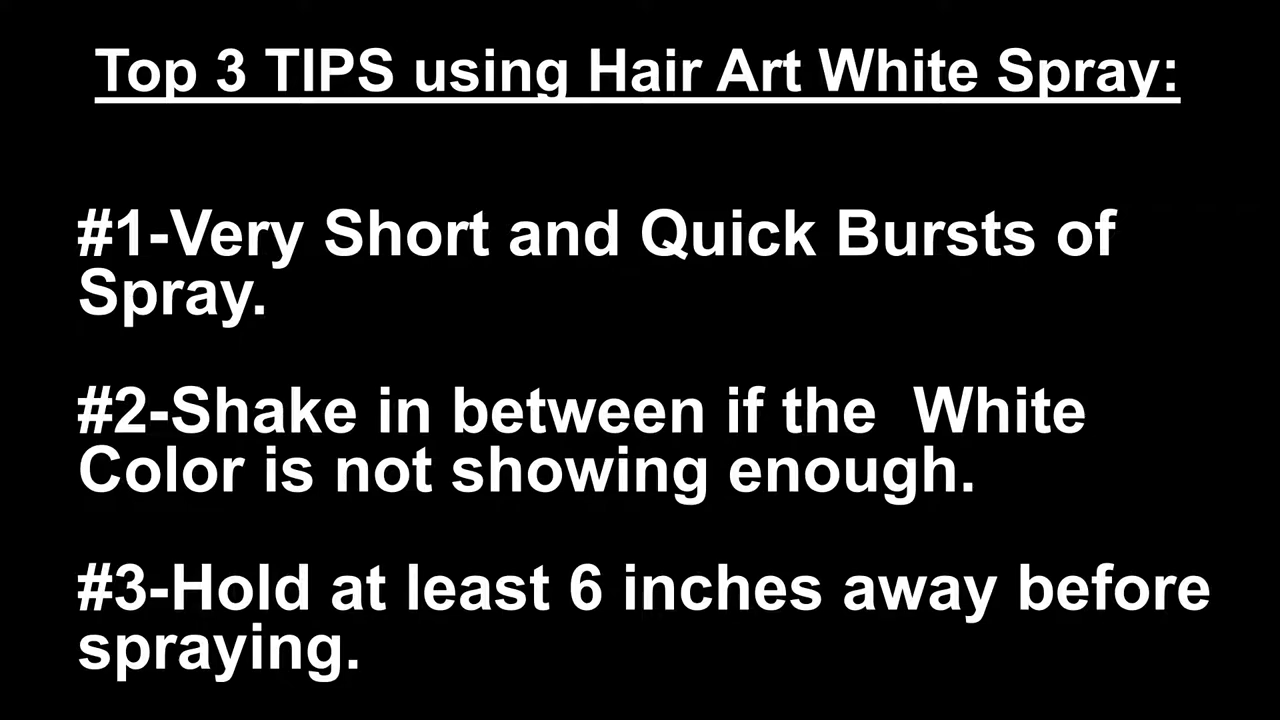 Top 3 TIPS using Hair Art White Spray:
#1-Very Short and Quick Bursts of
Spray.
#2-Shake in between if the  White
Color is not showing enough.
#3-Hold at least 6 inches away before
spraying.